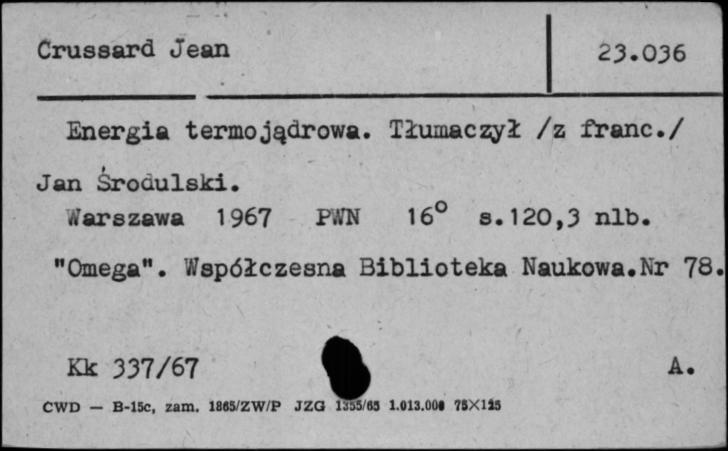 Crussard Jean 23.036
Energia termojądrowa. Tłumaczył /z franc./
Jan Środulski.
Warszawa 1967 PWN 16° s.120,3 nlb.
"Omega". Współczesna Biblioteka Naukowa.Nr 78.
Kk 337/67 A.
CWD — B-15c, zam. 1865/ZW/P JZG 1355/65 1.013.000 75X125